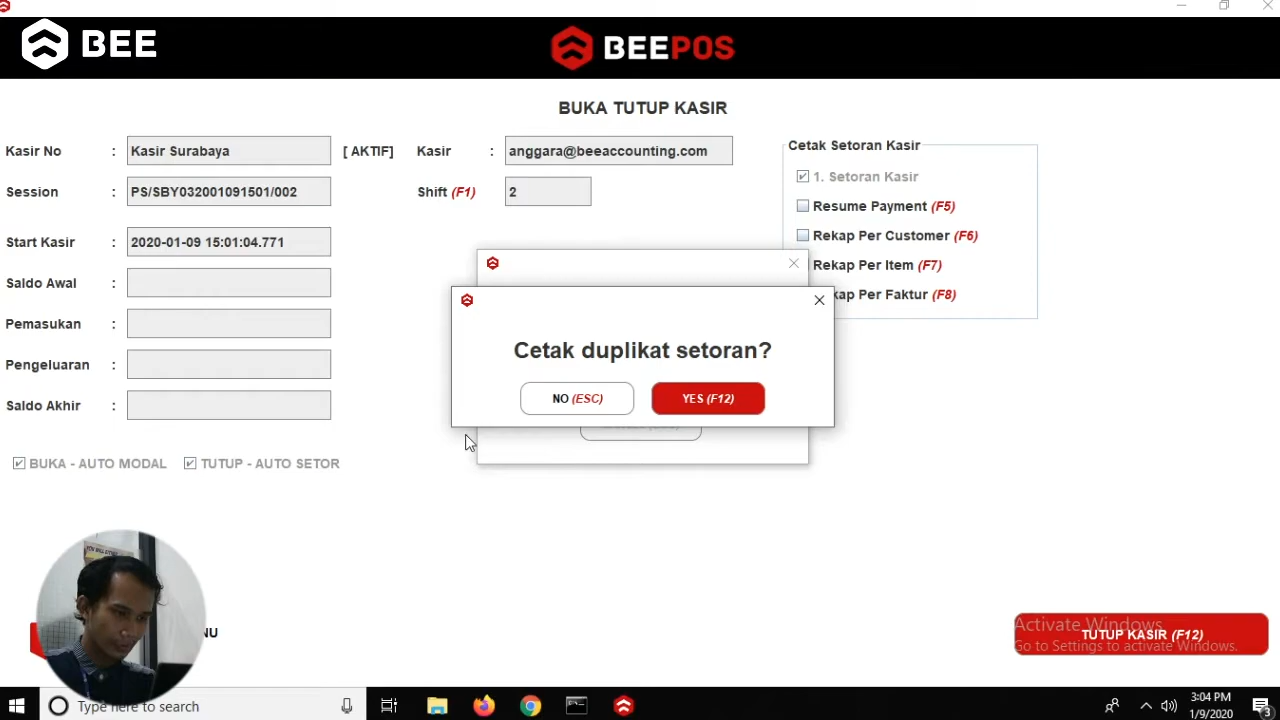 BEE
BEEPOS
BUKA TUTUP KASIR
Kasir No : Kasir Surabaya [ AKTIF]
Kasir : anggara@beeaccounting.com
Session : PS/SBY032001091501/002
Shift (F1) 2
Start Kasir : 2020-01-09 15:01:04.771
Saldo Awal :
Pemasukan :
Pengeluaran :
Saldo Akhir :
BUKA - AUTO MODAL
TUTUP - AUTO SETOR
Cetak Setoran Kasir
1. Setoran Kasir
Resume Payment (F5)
Rekap Per Customer (F6)
Rekap Per Item (F7)
kap Per Faktur (F8)
Cetak duplikat setoran?
NO (ESC)
YES (F12)
NU
TUTUP KASIR (F12)
Activate Windows
Go to Settings to activate Windows.
Type here to search
3:04 PM
1/9/2020
3